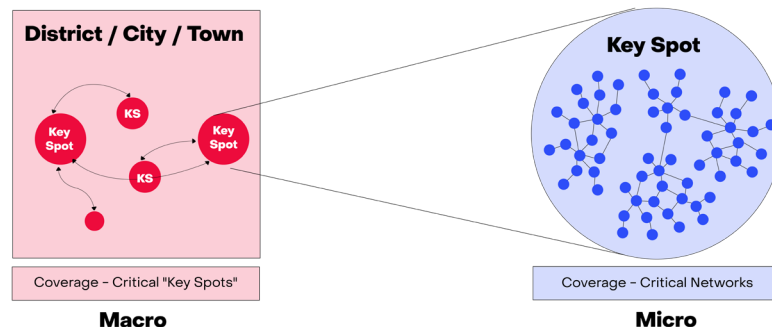 District / City / Town
Key Spot
KS
Key
Spot
Key
Spot
KS
Coverage - Critical "Key Spots"
Coverage - Critical Networks
Macro
Micro